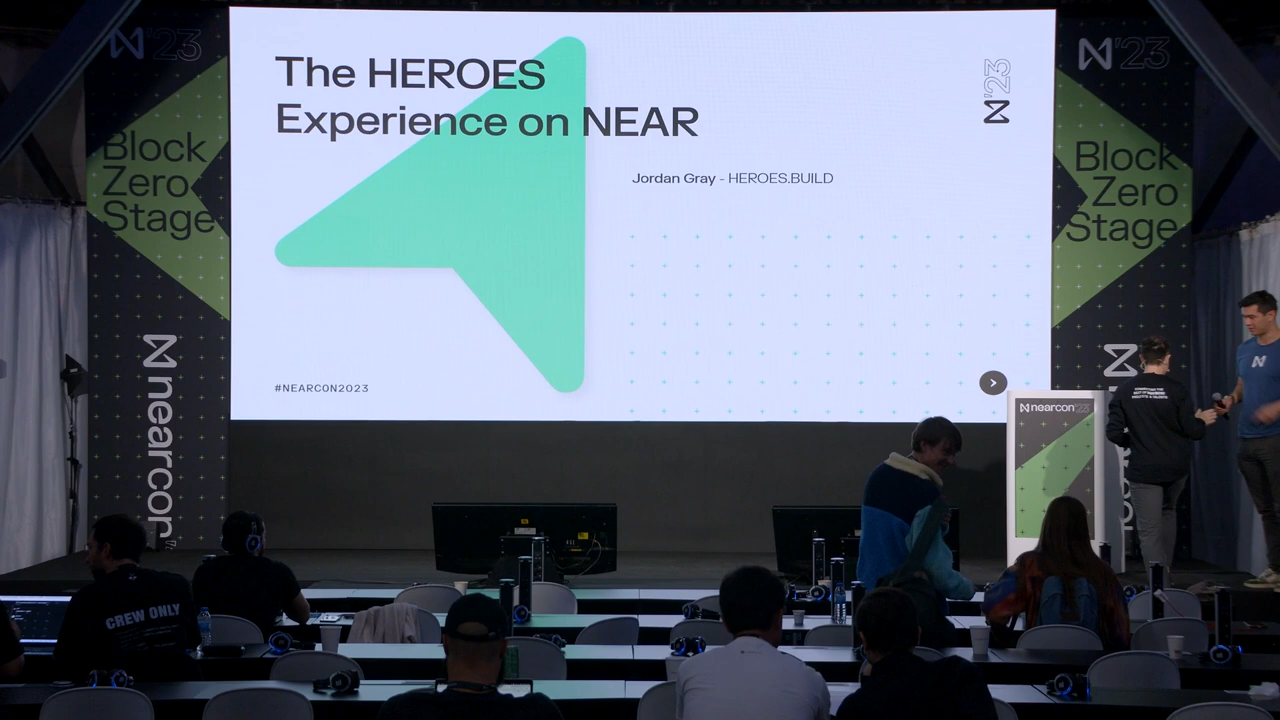 '23
'23
The HEROES
Experience on NEAR
'23
Jordan Gray - HEROES.BUILD
#NEARCON2023
Block
Zero
Stage
Block
Zero
Stage
nearcon
nearcon'23
CREW ONLY